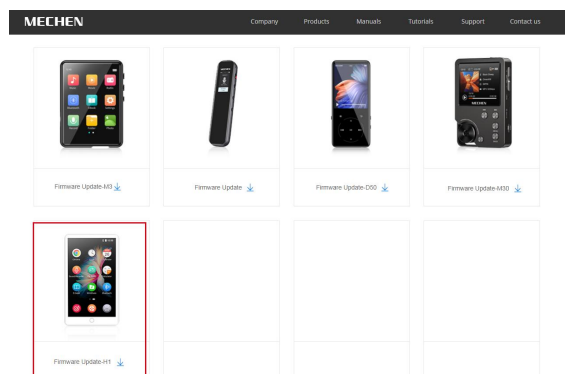 MECHEN
Company Products Manuals Tutorials Support Contact us
Firmware Update-M3
Firmware Update
Firmware Update-D50
Firmware Update-M30
Firmware Update-H1